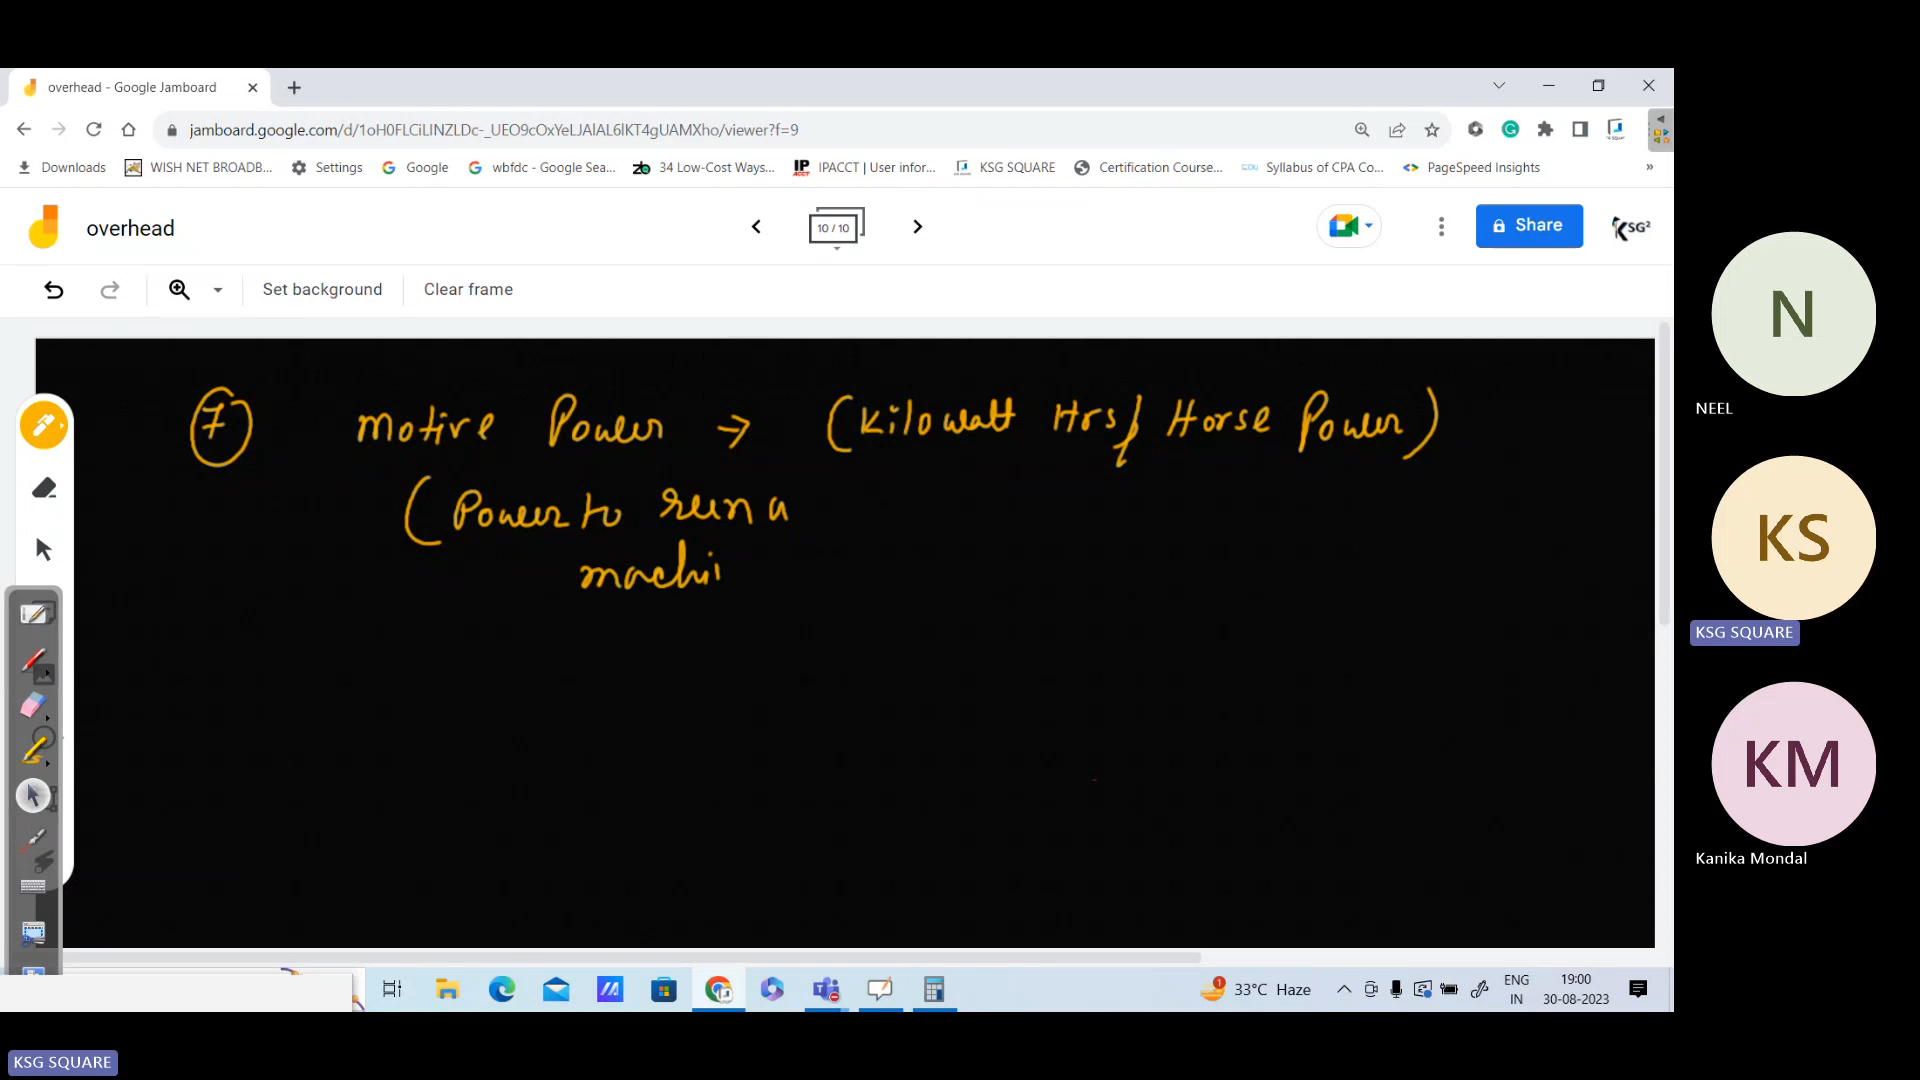 overhead - Google Jamboard
jamboard.google.com/d/1oH0FLCiLINZLDc-_UEO9cOxYeLJAlAL6lKT4gUAMXho/viewer?f=9
Downloads WISH NET BROADB... Settings Google wbfdc - Google Sea... 34 Low-Cost Ways... IPACCT | User infor... KSG SQUARE Certification Course... Syllabus of CPA Co... PageSpeed Insights »
overhead 10 / 10 Share KSG²
Set background Clear frame
7 Motive Power → (Kilowatt Hrs/ Horse Power)
(Power to run a
machi
N
NEEL
KS
KSG SQUARE
KM
Kanika Mondal
1 33°C Haze ENG IN 19:00 30-08-2023
KSG SQUARE